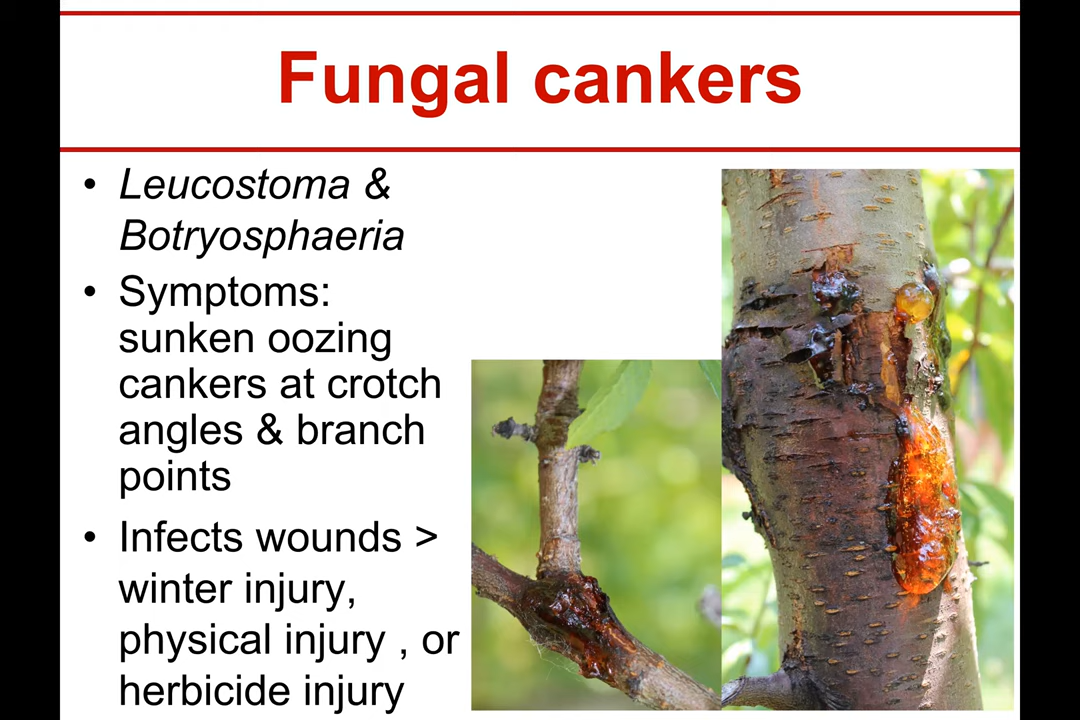 Fungal cankers
• Leucostoma &
Botryosphaeria
• Symptoms:
sunken oozing
cankers at crotch
angles & branch
points
• Infects wounds >
winter injury,
physical injury , or
herbicide injury